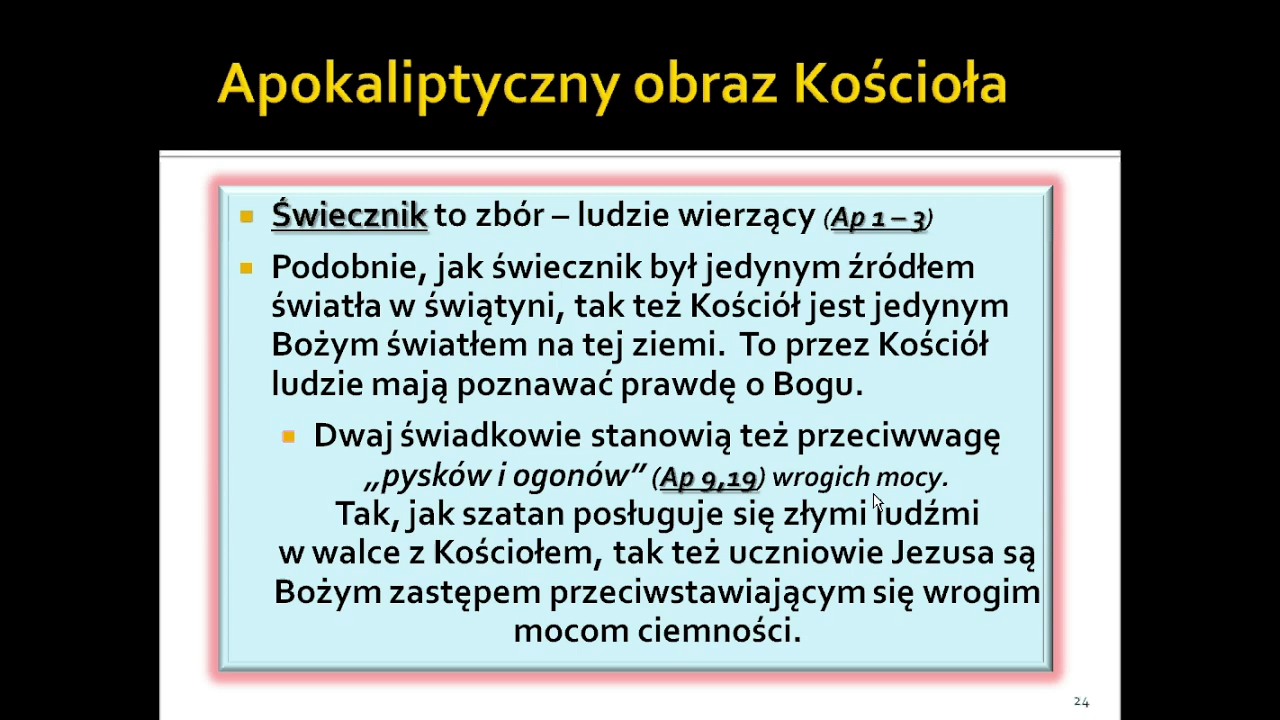 Apokaliptyczny obraz Kościoła
Świecznik to zbór – ludzie wierzący (Ap 1 – 3)
Podobnie, jak świecznik był jedynym źródłem
światła w świątyni, tak też Kościół jest jedynym
Bożym światłem na tej ziemi. To przez Kościół
ludzie mają poznawać prawdę o Bogu.
Dwaj świadkowie stanowią też przeciwwagę
„pysków i ogonów” (Ap 9,19) wrogich mocy.
Tak, jak szatan posługuje się złymi ludźmi
w walce z Kościołem, tak też uczniowie Jezusa są
Bożym zastępem przeciwstawiającym się wrogim
mocom ciemności.
24